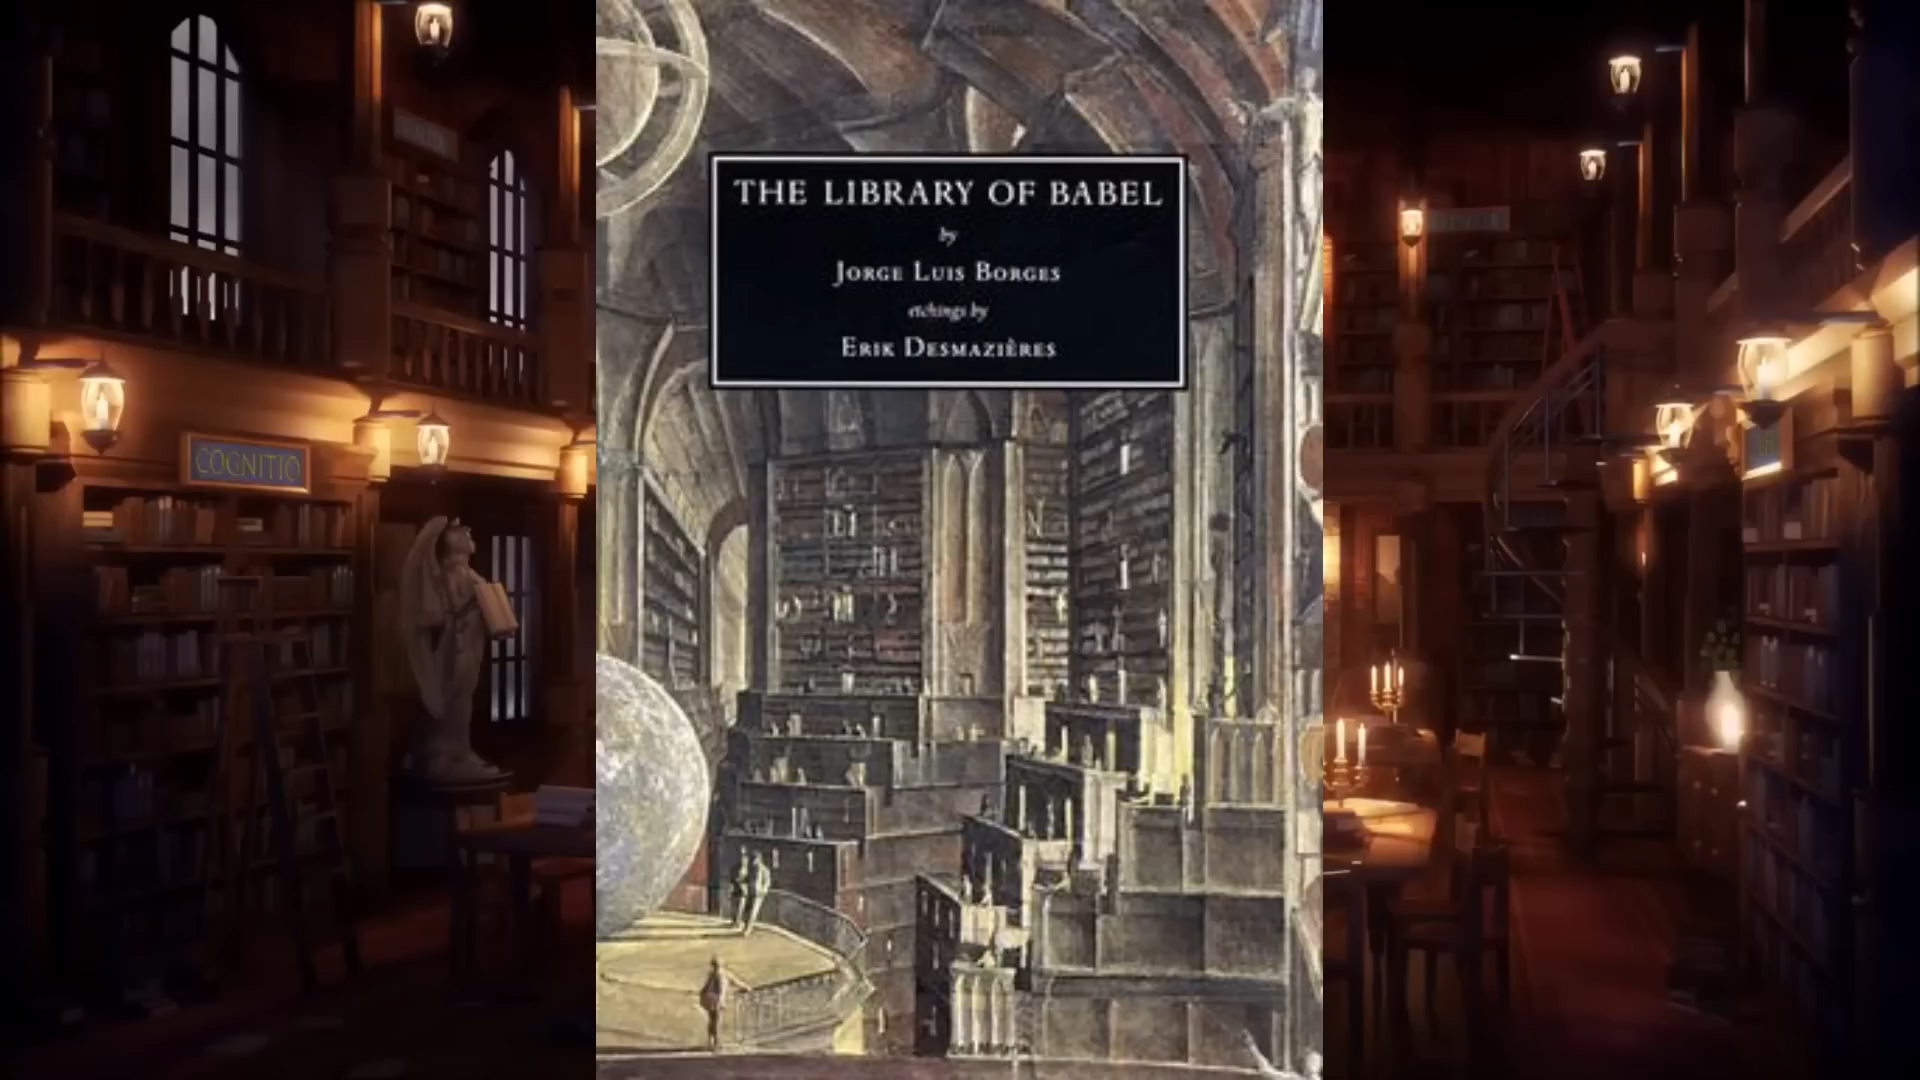 THE LIBRARY OF BABEL
by
JORGE LUIS BORGES
etchings by
ERIK DESMAZIÈRES
COGNITIO